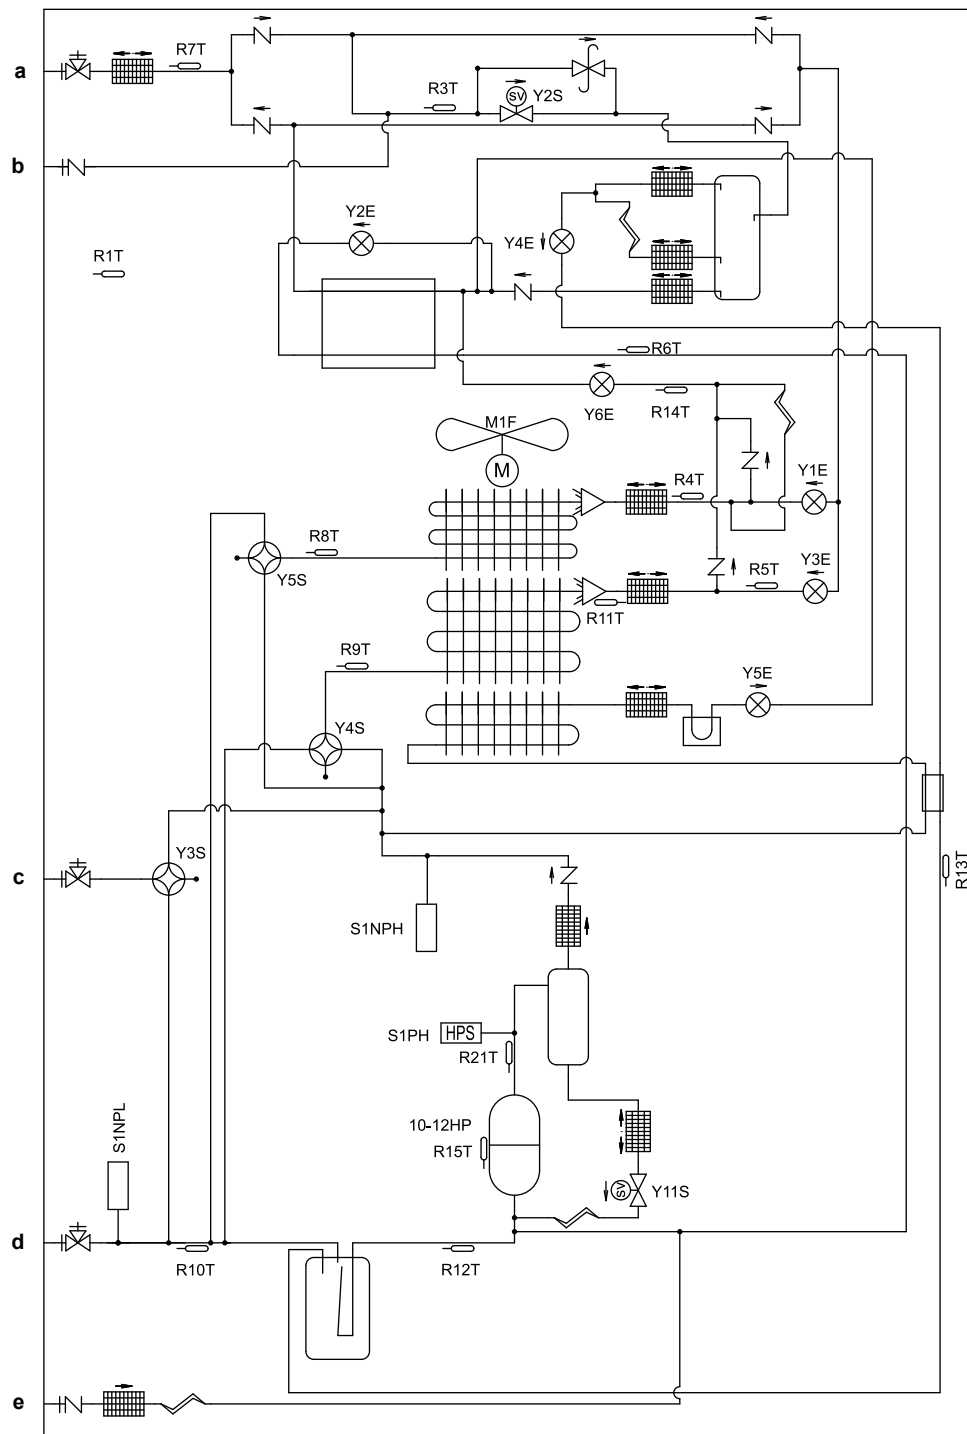 R7T
a
R3T
SV
Y2S
b
Y2E
Y4E
R1T
R6T
Y6E
R14T
M1F
M
R4T
Y1E
R8T
Y5S
R5T
Y3E
R11T
R9T
Y5E
Y4S
Y3S
c
R13T
S1NPH
S1PH
HPS
R21T
10-12HP
R15T
S1NPL
SV
Y11S
d
R10T
R12T
e